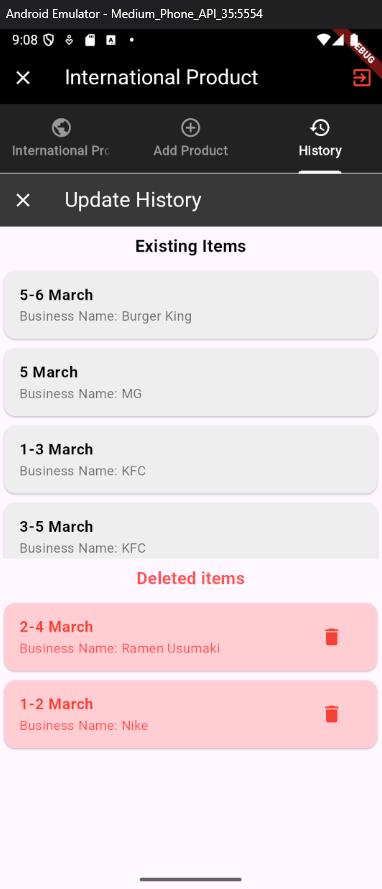 Android Emulator - Medium_Phone_API_35:5554
9:08
A
DEBUG
International Product
International Pro
Add Product
History
Update History
Existing Items
5-6 March
Business Name: Burger King
5 March
Business Name: MG
1-3 March
Business Name: KFC
3-5 March
Business Name: KFC
Deleted items
2-4 March
Business Name: Ramen Usumaki
1-2 March
Business Name: Nike